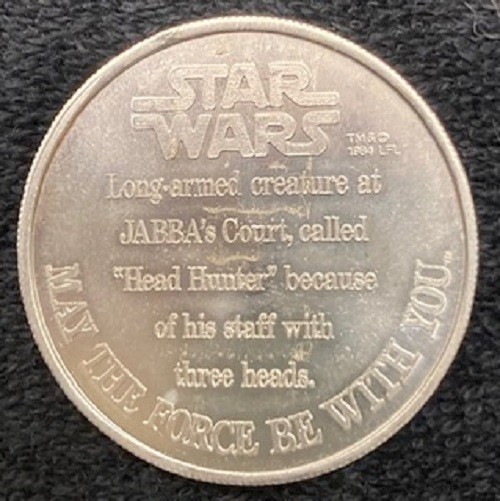 STAR
WARS
TM & ©
1984 LFL
Long-armed creature at
JABBA's Court, called
"Head Hunter" because
of his staff with
three heads.
MAY THE FORCE BE WITH YOU.™